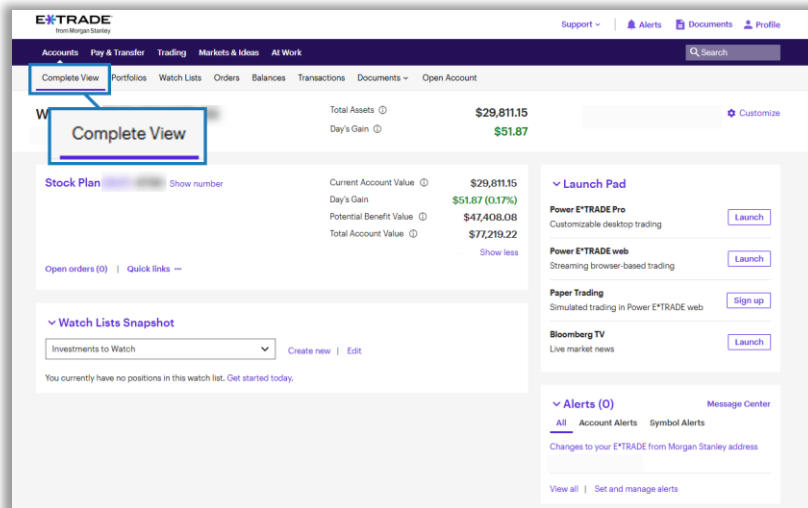 E*TRADE
from Morgan Stanley
Support
Alerts
Documents
Profile
Accounts Pay & Transfer Trading Markets & Ideas At Work
Search
Complete View Portfolios Watch Lists Orders Balances Transactions Documents Open Account
Complete View
Total Assets $29,811.15
Day's Gain $51.87
Customize
Stock Plan
Show number
Current Account Value $29,811.15
Day's Gain $51.87 (0.17%)
Potential Benefit Value $47,408.08
Total Account Value $77,219.22
Show less
Open orders (0) | Quick links
Watch Lists Snapshot
Investments to Watch
Create new | Edit
You currently have no positions in this watch list. Get started today.
Launch Pad
Power E*TRADE Pro
Customizable desktop trading
Launch
Power E*TRADE web
Streaming browser-based trading
Launch
Paper Trading
Simulated trading in Power E*TRADE web
Sign up
Bloomberg TV
Live market news
Launch
Alerts (0)
Message Center
All Account Alerts Symbol Alerts
Changes to your E*TRADE from Morgan Stanley address
View all | Set and manage alerts